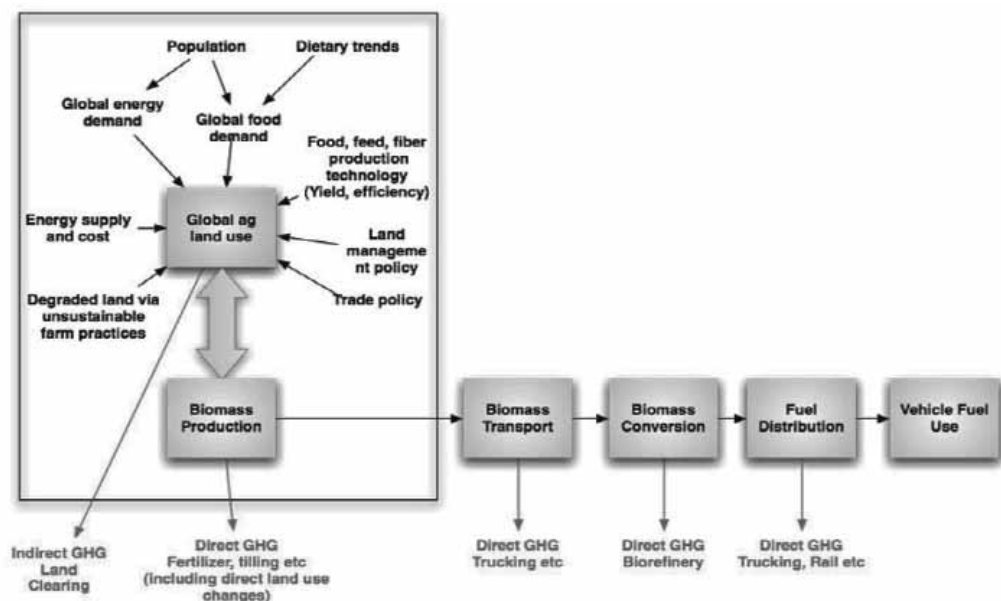 Population
Dietary trends
Global energy
demand
Global food
demand
Food, feed, fiber
production
technology
(Yield, efficiency)
Energy supply
and cost
Global ag
land use
Land
manageme
nt policy
Degraded land via
unsustainable
farm practices
Trade policy
Biomass
Production
Biomass
Transport
Biomass
Conversion
Fuel
Distribution
Vehicle Fuel
Use
Indirect GHG
Land
Clearing
Direct GHG
Fertilizer, tilling etc
(including direct land use
changes)
Direct GHG
Trucking etc
Direct GHG
Biorefinery
Direct GHG
Trucking, Rail etc